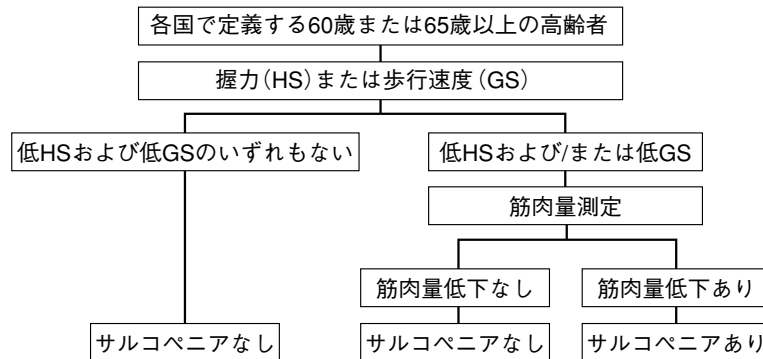 各国で定義する60歳または65歳以上の高齢者
握力(HS)または歩行速度(GS)
低HSおよび低GSのいずれもない
低HSおよび/または低GS
筋肉量測定
筋肉量低下なし
筋肉量低下あり
サルコペニアなし
サルコペニアなし
サルコペニアあり